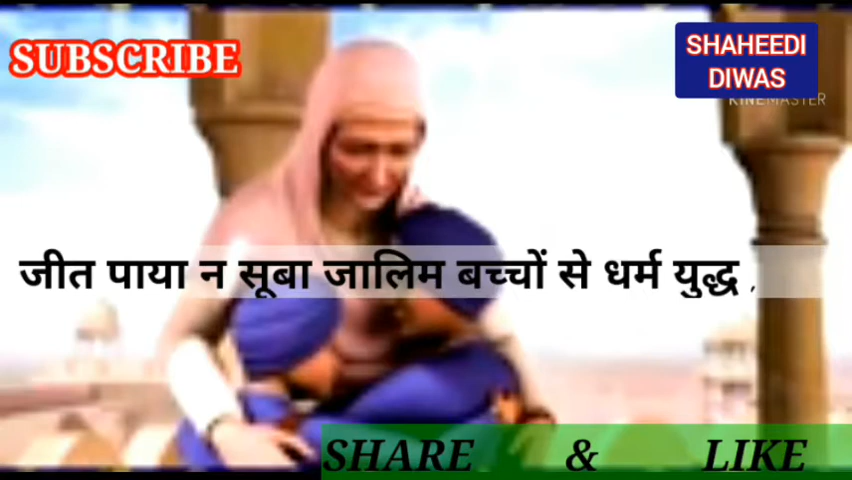 SUBSCRIBE
SHAHEEDI
DIWAS
KINEMASTER
जीत पाया न सूबा जालिम बच्चों से धर्म युद्ध ,
SHARE & LIKE